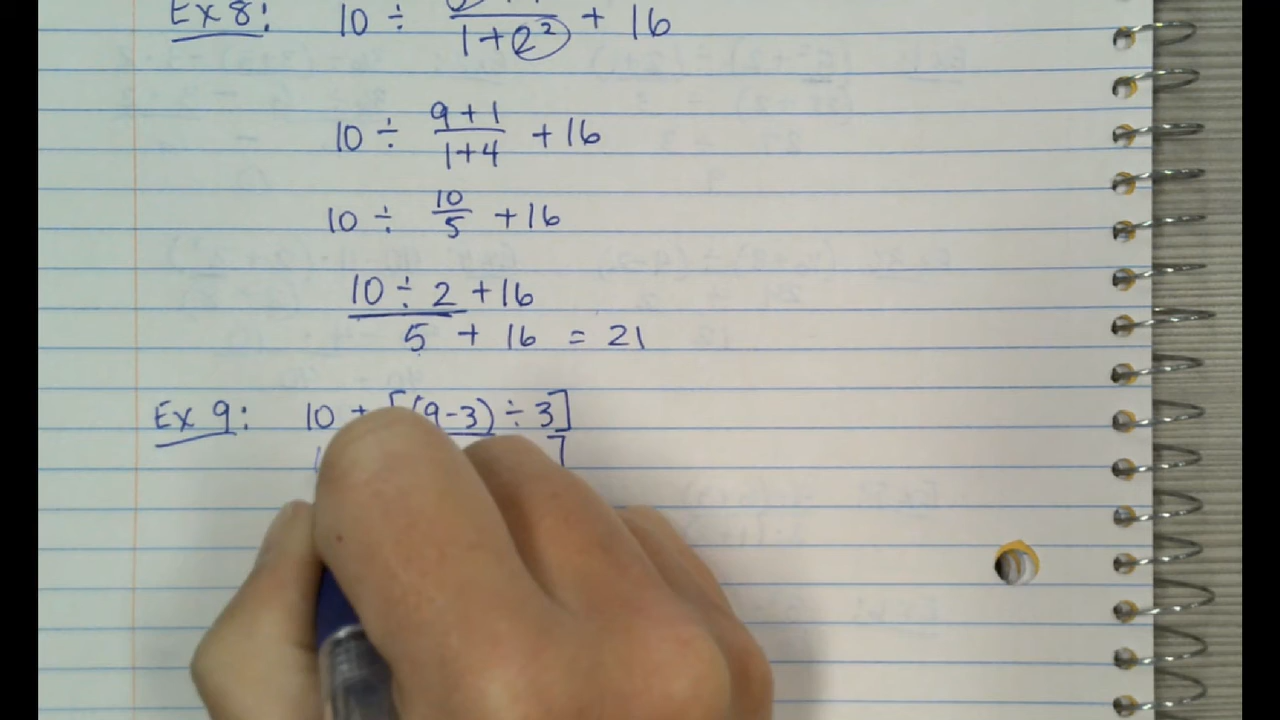 Ex 8: 10 ÷ /(1+2²) + 16
10 ÷ (9+1)/(1+4) + 16
10 ÷ 10/5 + 16
10 ÷ 2 + 16
5 + 16 = 21
Ex 9: 10 + [(9-3) ÷ 3]
]